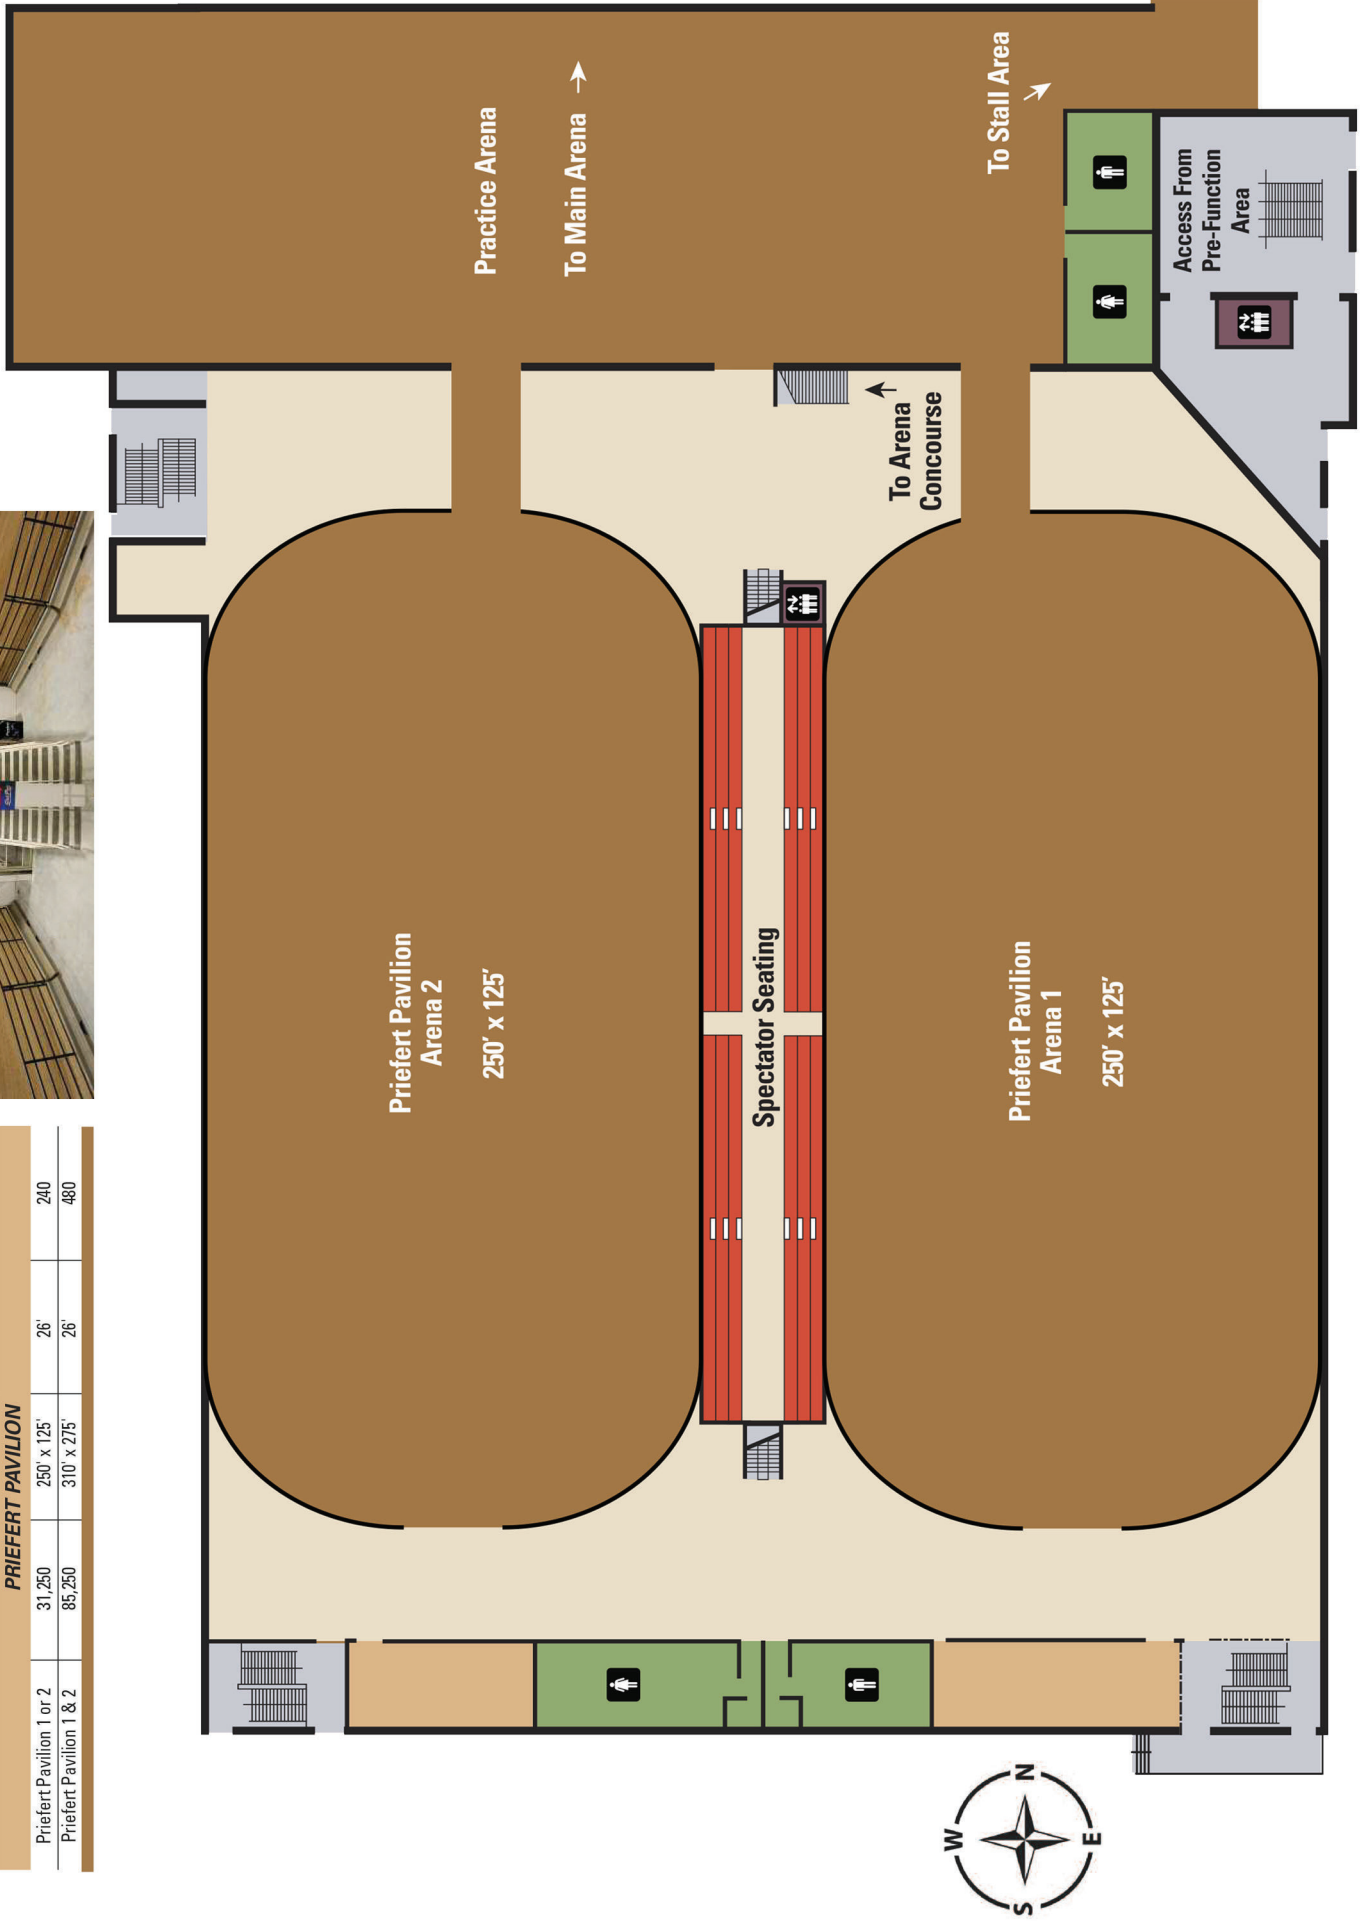 PRIEFERT PAVILION
Priefert Pavilion 1 or 2 31,250 250' x 125' 26' 240
Priefert Pavilion 1 & 2 85,250 310' x 275' 26' 480
Practice Arena
To Main Arena
To Stall Area
Access From
Pre-Function
Area
To Arena
Concourse
Priefert Pavilion
Arena 2
250' x 125'
Spectator Seating
Priefert Pavilion
Arena 1
250' x 125'
W
N
S
E